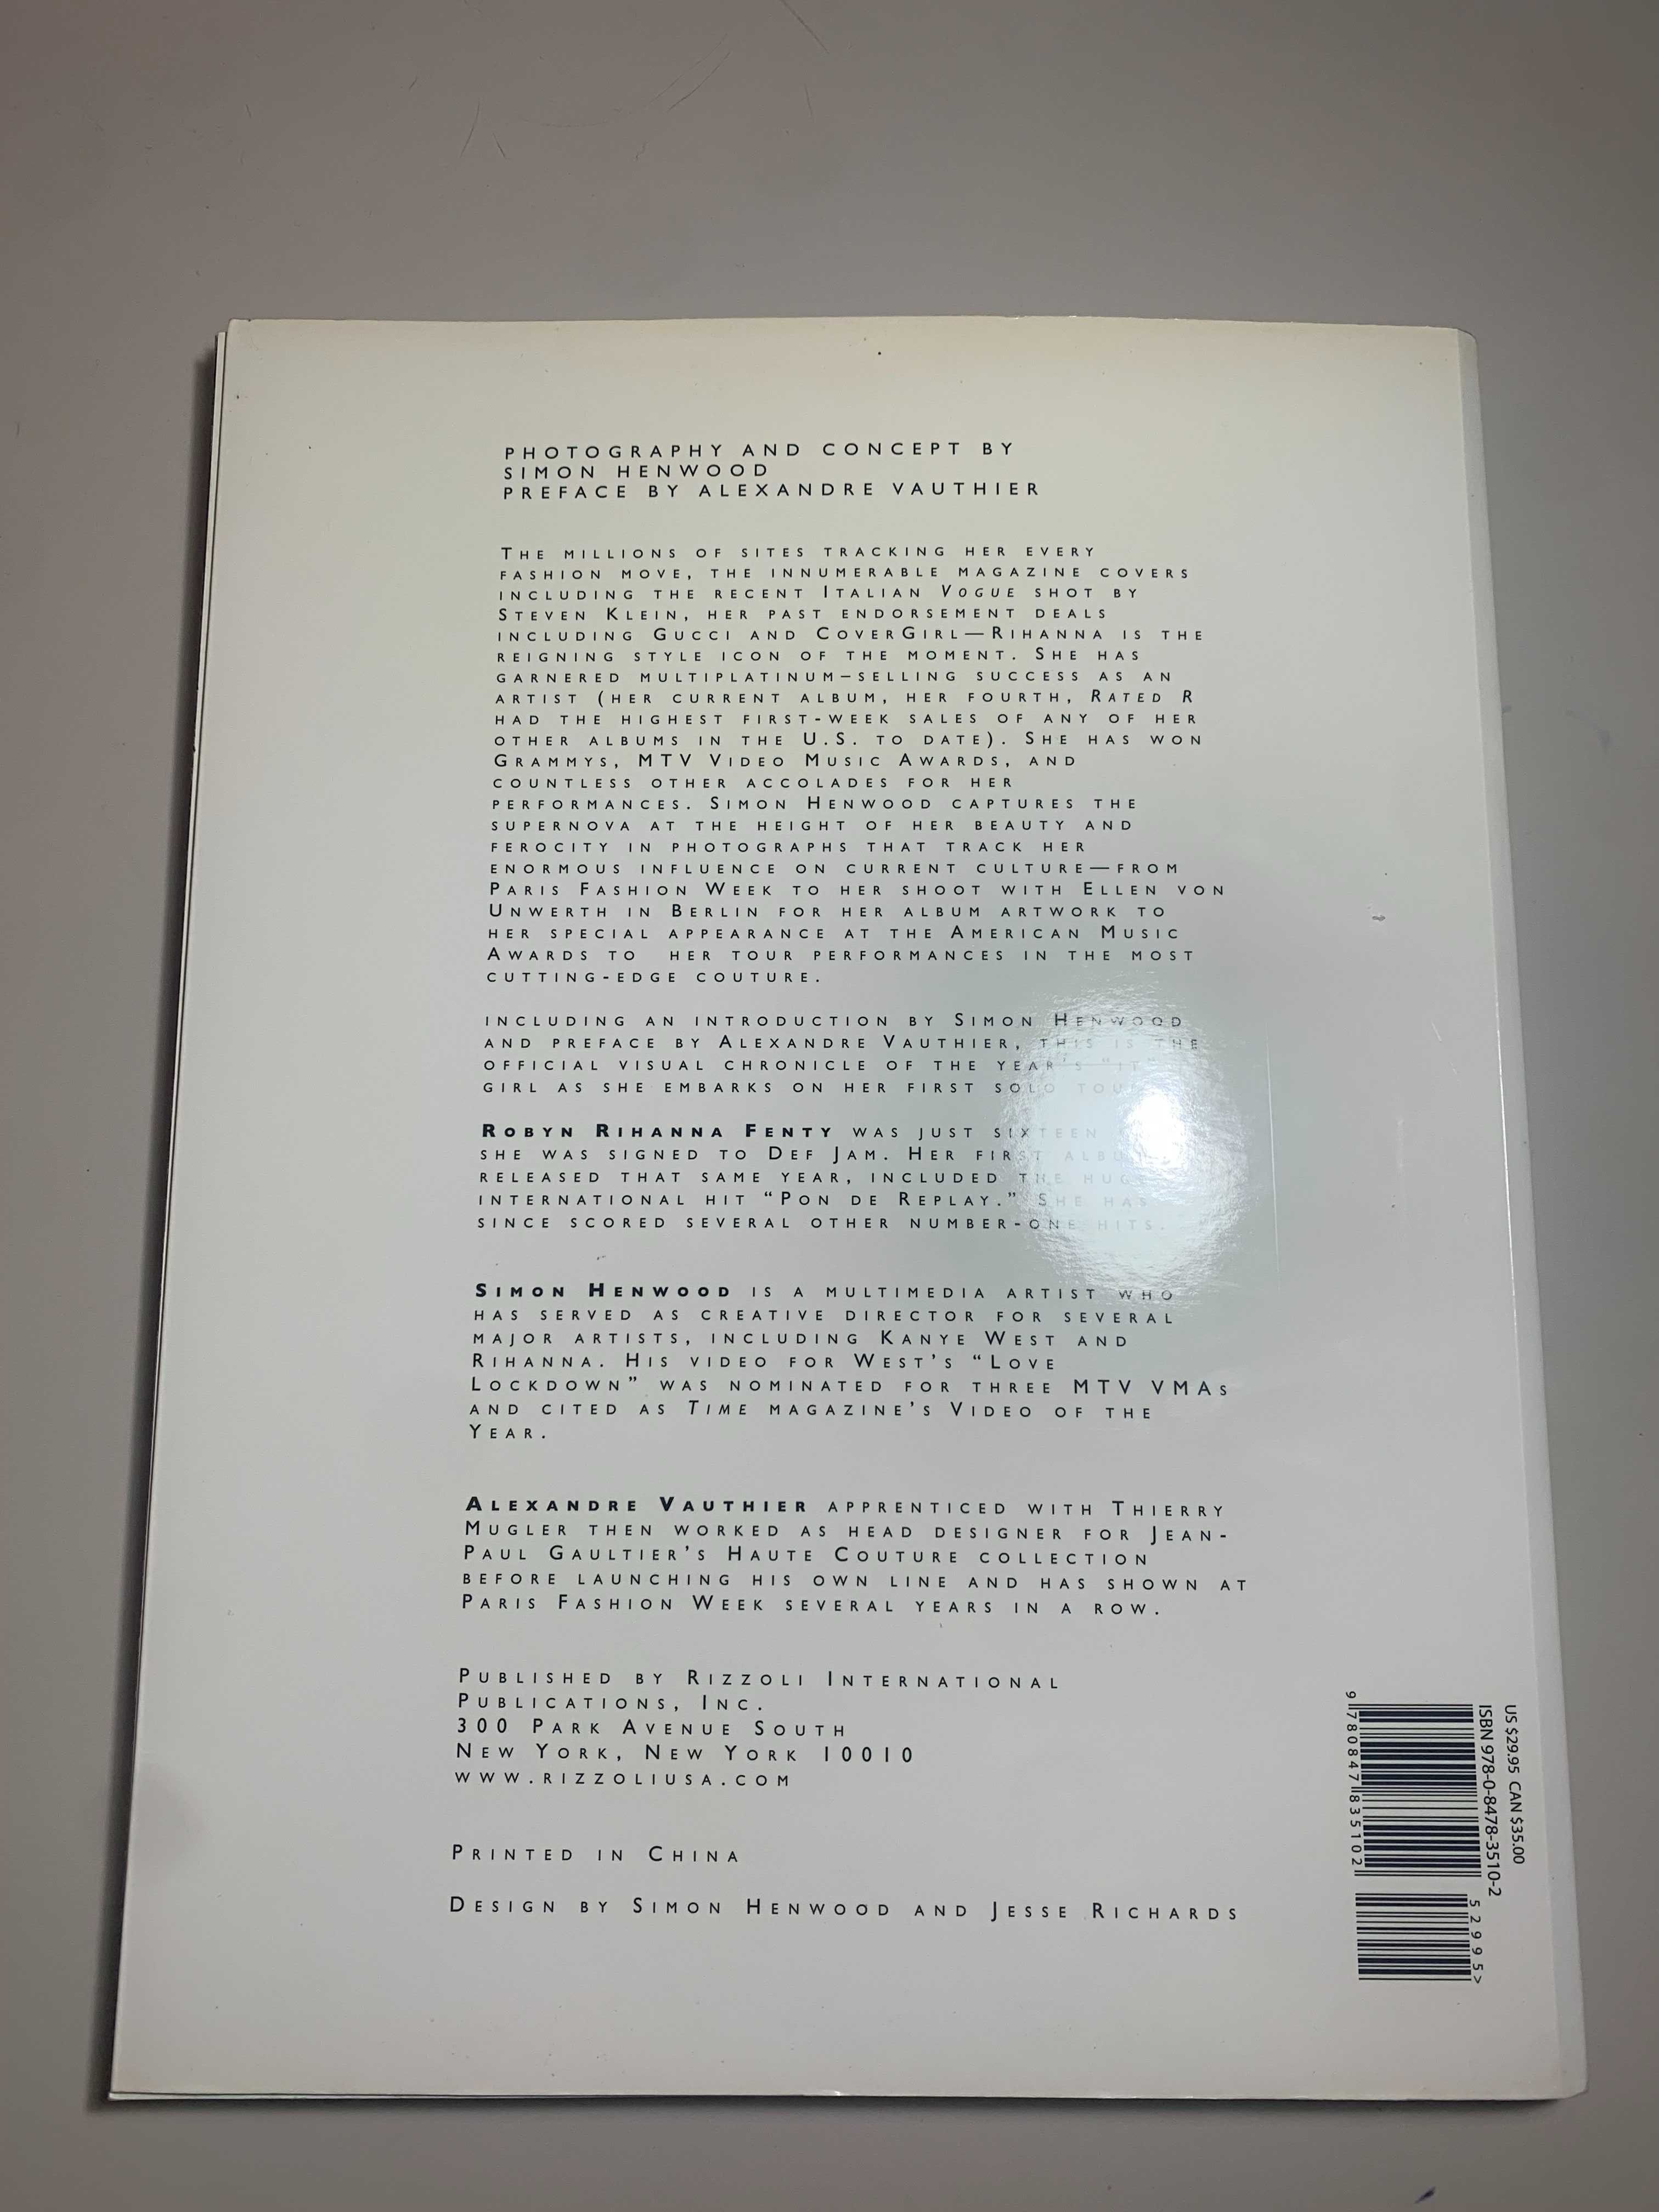 PHOTOGRAPHY AND CONCEPT BY
SIMON HENWOOD
PREFACE BY ALEXANDRE VAUTHIER
THE MILLIONS OF SITES TRACKING HER EVERY
FASHION MOVE, THE INNUMERABLE MAGAZINE COVERS
INCLUDING THE RECENT ITALIAN VOGUE SHOT BY
STEVEN KLEIN, HER PAST ENDORSEMENT DEALS
INCLUDING GUCCI AND COVERGIRL—RIHANNA IS THE
REIGNING STYLE ICON OF THE MOMENT. SHE HAS
GARNERED MULTIPLATINUM–SELLING SUCCESS AS AN
ARTIST (HER CURRENT ALBUM, HER FOURTH, RATED R
HAD THE HIGHEST FIRST-WEEK SALES OF ANY OF HER
OTHER ALBUMS IN THE U.S. TO DATE). SHE HAS WON
GRAMMYS, MTV VIDEO MUSIC AWARDS, AND
COUNTLESS OTHER ACCOLADES FOR HER
PERFORMANCES. SIMON HENWOOD CAPTURES THE
SUPERNOVA AT THE HEIGHT OF HER BEAUTY AND
FEROCITY IN PHOTOGRAPHS THAT TRACK HER
ENORMOUS INFLUENCE ON CURRENT CULTURE—FROM
PARIS FASHION WEEK TO HER SHOOT WITH ELLEN VON
UNWERTH IN BERLIN FOR HER ALBUM ARTWORK TO
HER SPECIAL APPEARANCE AT THE AMERICAN MUSIC
AWARDS TO HER TOUR PERFORMANCES IN THE MOST
CUTTING-EDGE COUTURE.
INCLUDING AN INTRODUCTION BY SIMON HENWOOD
AND PREFACE BY ALEXANDRE VAUTHIER, THIS IS THE
OFFICIAL VISUAL CHRONICLE OF THE YEAR'S "IT"
GIRL AS SHE EMBARKS ON HER FIRST SOLO
ROBYN RIHANNA FENTY WAS JUST SIXTEEN
SHE WAS SIGNED TO DEF JAM. HER FIRST
RELEASED THAT SAME YEAR, INCLUDED THE
INTERNATIONAL HIT "PON DE REPLAY." SHE HAS
SINCE SCORED SEVERAL OTHER NUMBER-ONE HITS.
SIMON HENWOOD IS A MULTIMEDIA ARTIST WHO
HAS SERVED AS CREATIVE DIRECTOR FOR SEVERAL
MAJOR ARTISTS, INCLUDING KANYE WEST AND
RIHANNA. HIS VIDEO FOR WEST'S "LOVE
LOCKDOWN" WAS NOMINATED FOR THREE MTV VMAS
AND CITED AS TIME MAGAZINE'S VIDEO OF THE
YEAR.
ALEXANDRE VAUTHIER APPRENTICED WITH THIERRY
MUGLER THEN WORKED AS HEAD DESIGNER FOR JEAN-
PAUL GAULTIER'S HAUTE COUTURE COLLECTION
BEFORE LAUNCHING HIS OWN LINE AND HAS SHOWN AT
PARIS FASHION WEEK SEVERAL YEARS IN A ROW.
PUBLISHED BY RIZZOLI INTERNATIONAL
PUBLICATIONS, INC.
300 PARK AVENUE SOUTH
NEW YORK, NEW YORK 10010
WWW.RIZZOLIUSA.COM
PRINTED IN CHINA
DESIGN BY SIMON HENWOOD AND JESSE RICHARDS
US $29.95 CAN $35.00
ISBN 978-0-8478-3510-2
9 780847 835102
52995>